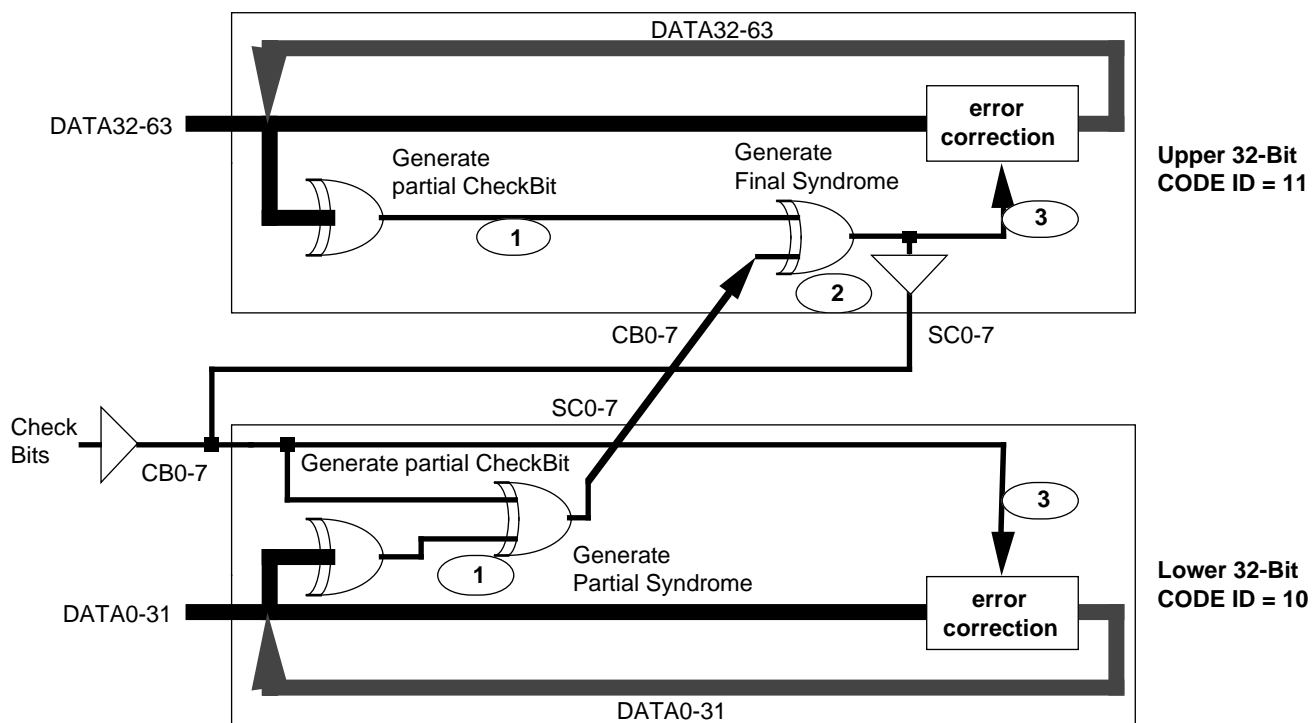 DATA32-63
DATA32-63
error
correction
Upper 32-Bit
CODE ID = 11
Generate
partial CheckBit
Generate
Final Syndrome
1
2
3
CB0-7
SC0-7
SC0-7
Check
Bits
CB0-7
Generate partial CheckBit
3
1
Generate
Partial Syndrome
DATA0-31
error
correction
Lower 32-Bit
CODE ID = 10
DATA0-31